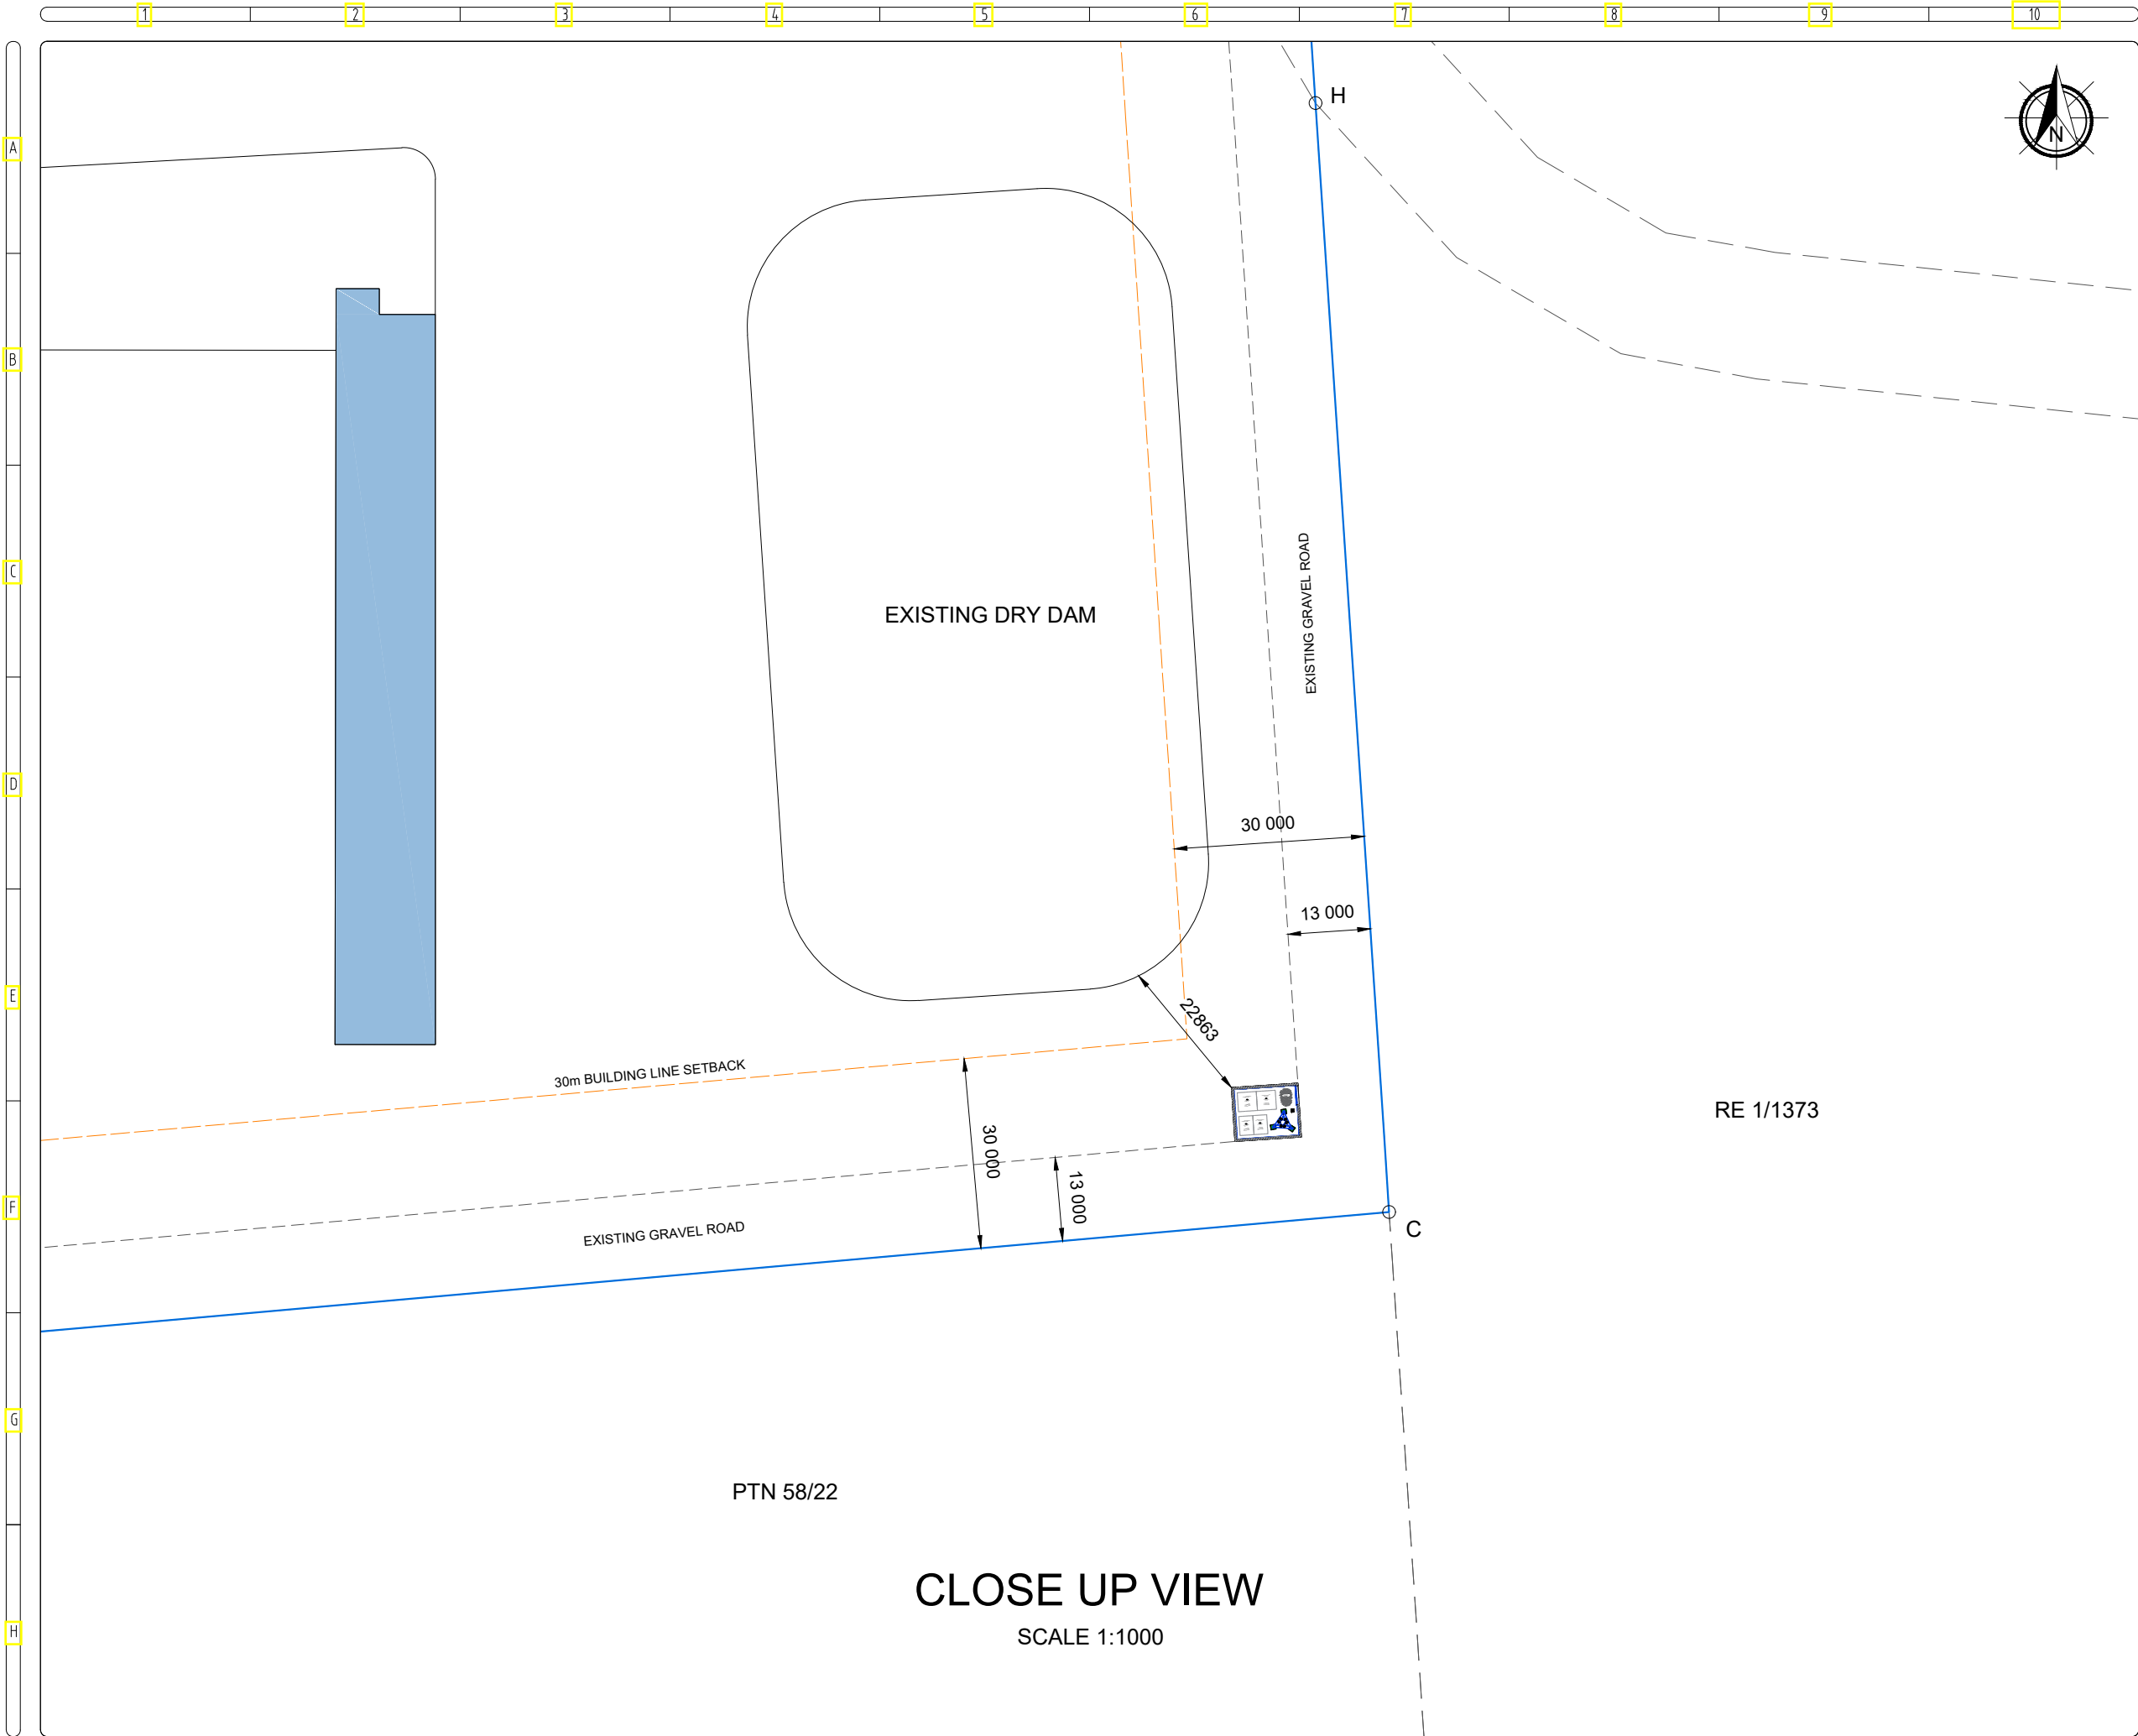 1 2 3 4 5 6 7 8 9 10
H
A
N
B
C
EXISTING GRAVEL ROAD
EXISTING DRY DAM
D
30 000
13 000
E
22863
30m BUILDING LINE SETBACK
RE 1/1373
30 000
13 000
F
EXISTING GRAVEL ROAD
C
G
PTN 58/22
CLOSE UP VIEW
H
SCALE 1:1000